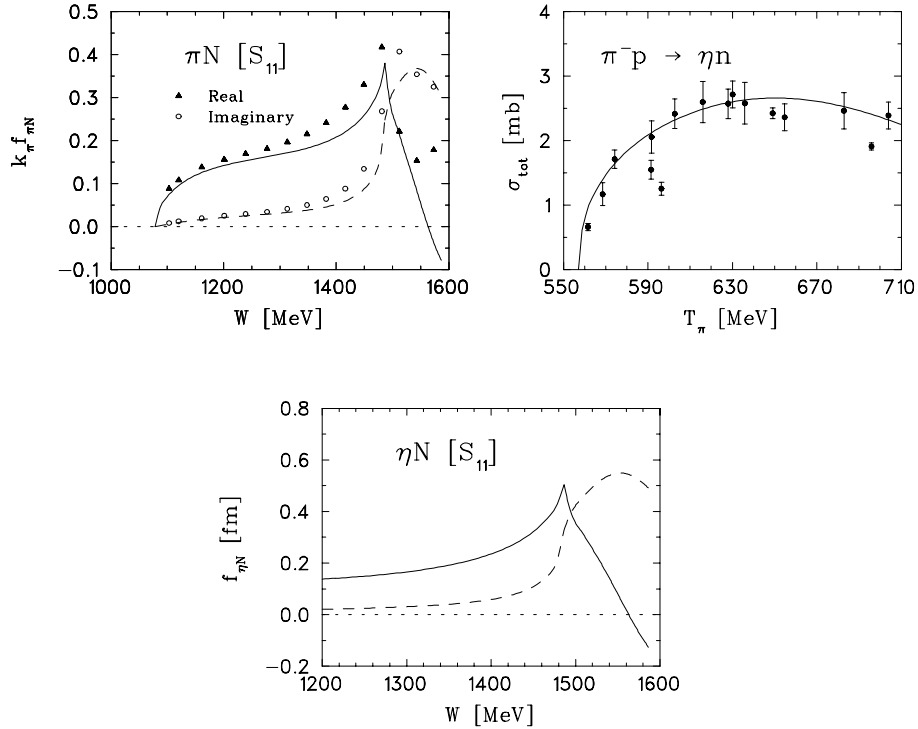 πN [S₁₁]
Real
Imaginary
k_π f_πN
0.5
0.4
0.3
0.2
0.1
0.0
−0.1
1000
1200
1400
1600
W [MeV]
π⁻p → ηn
σ_tot [mb]
4
3
2
1
0
550
590
630
670
710
T_π [MeV]
ηN [S₁₁]
f_ηN [fm]
0.8
0.6
0.4
0.2
0.0
−0.2
1200
1300
1400
1500
1600
W [MeV]